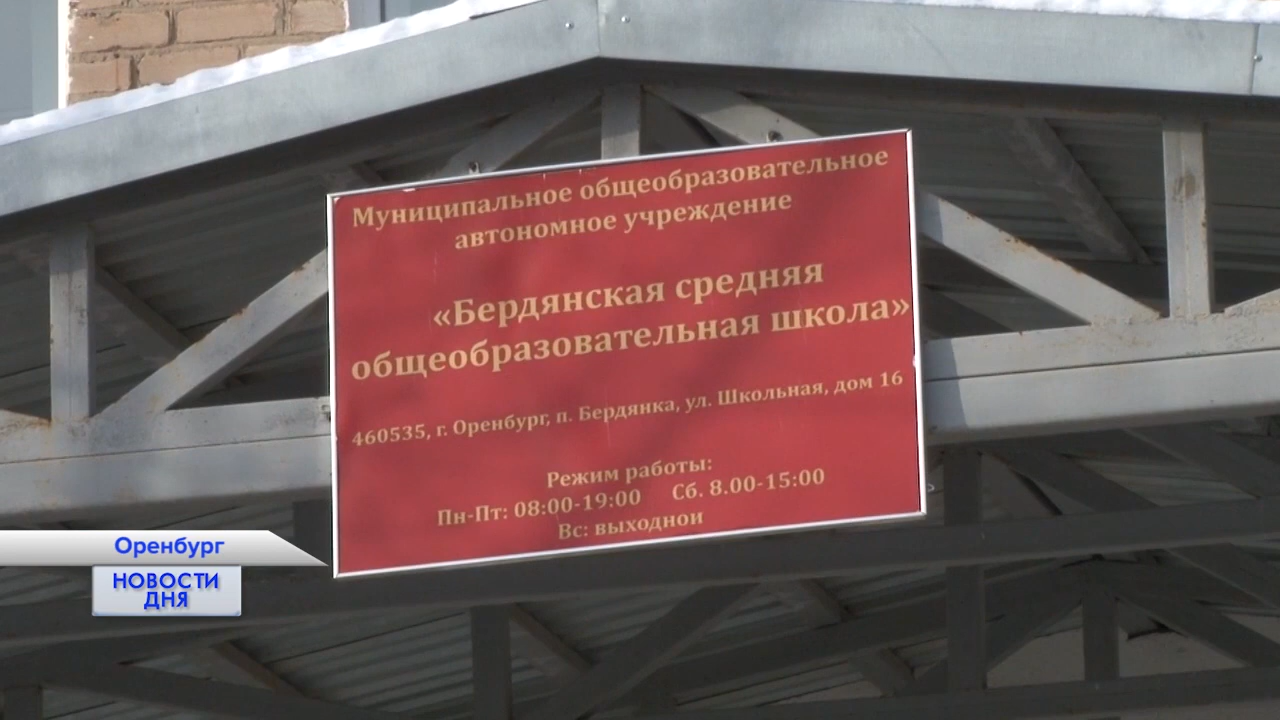 Муниципальное общеобразовательное
автономное учреждение
«Бердянская средняя
общеобразовательная школа»
460535, г. Оренбург, п. Бердянка, ул. Школьная, дом 16
Режим работы:
Пн-Пт: 08:00-19:00 Сб. 8.00-15:00
Вс: выходнои
Оренбург
НОВОСТИ
ДНЯ